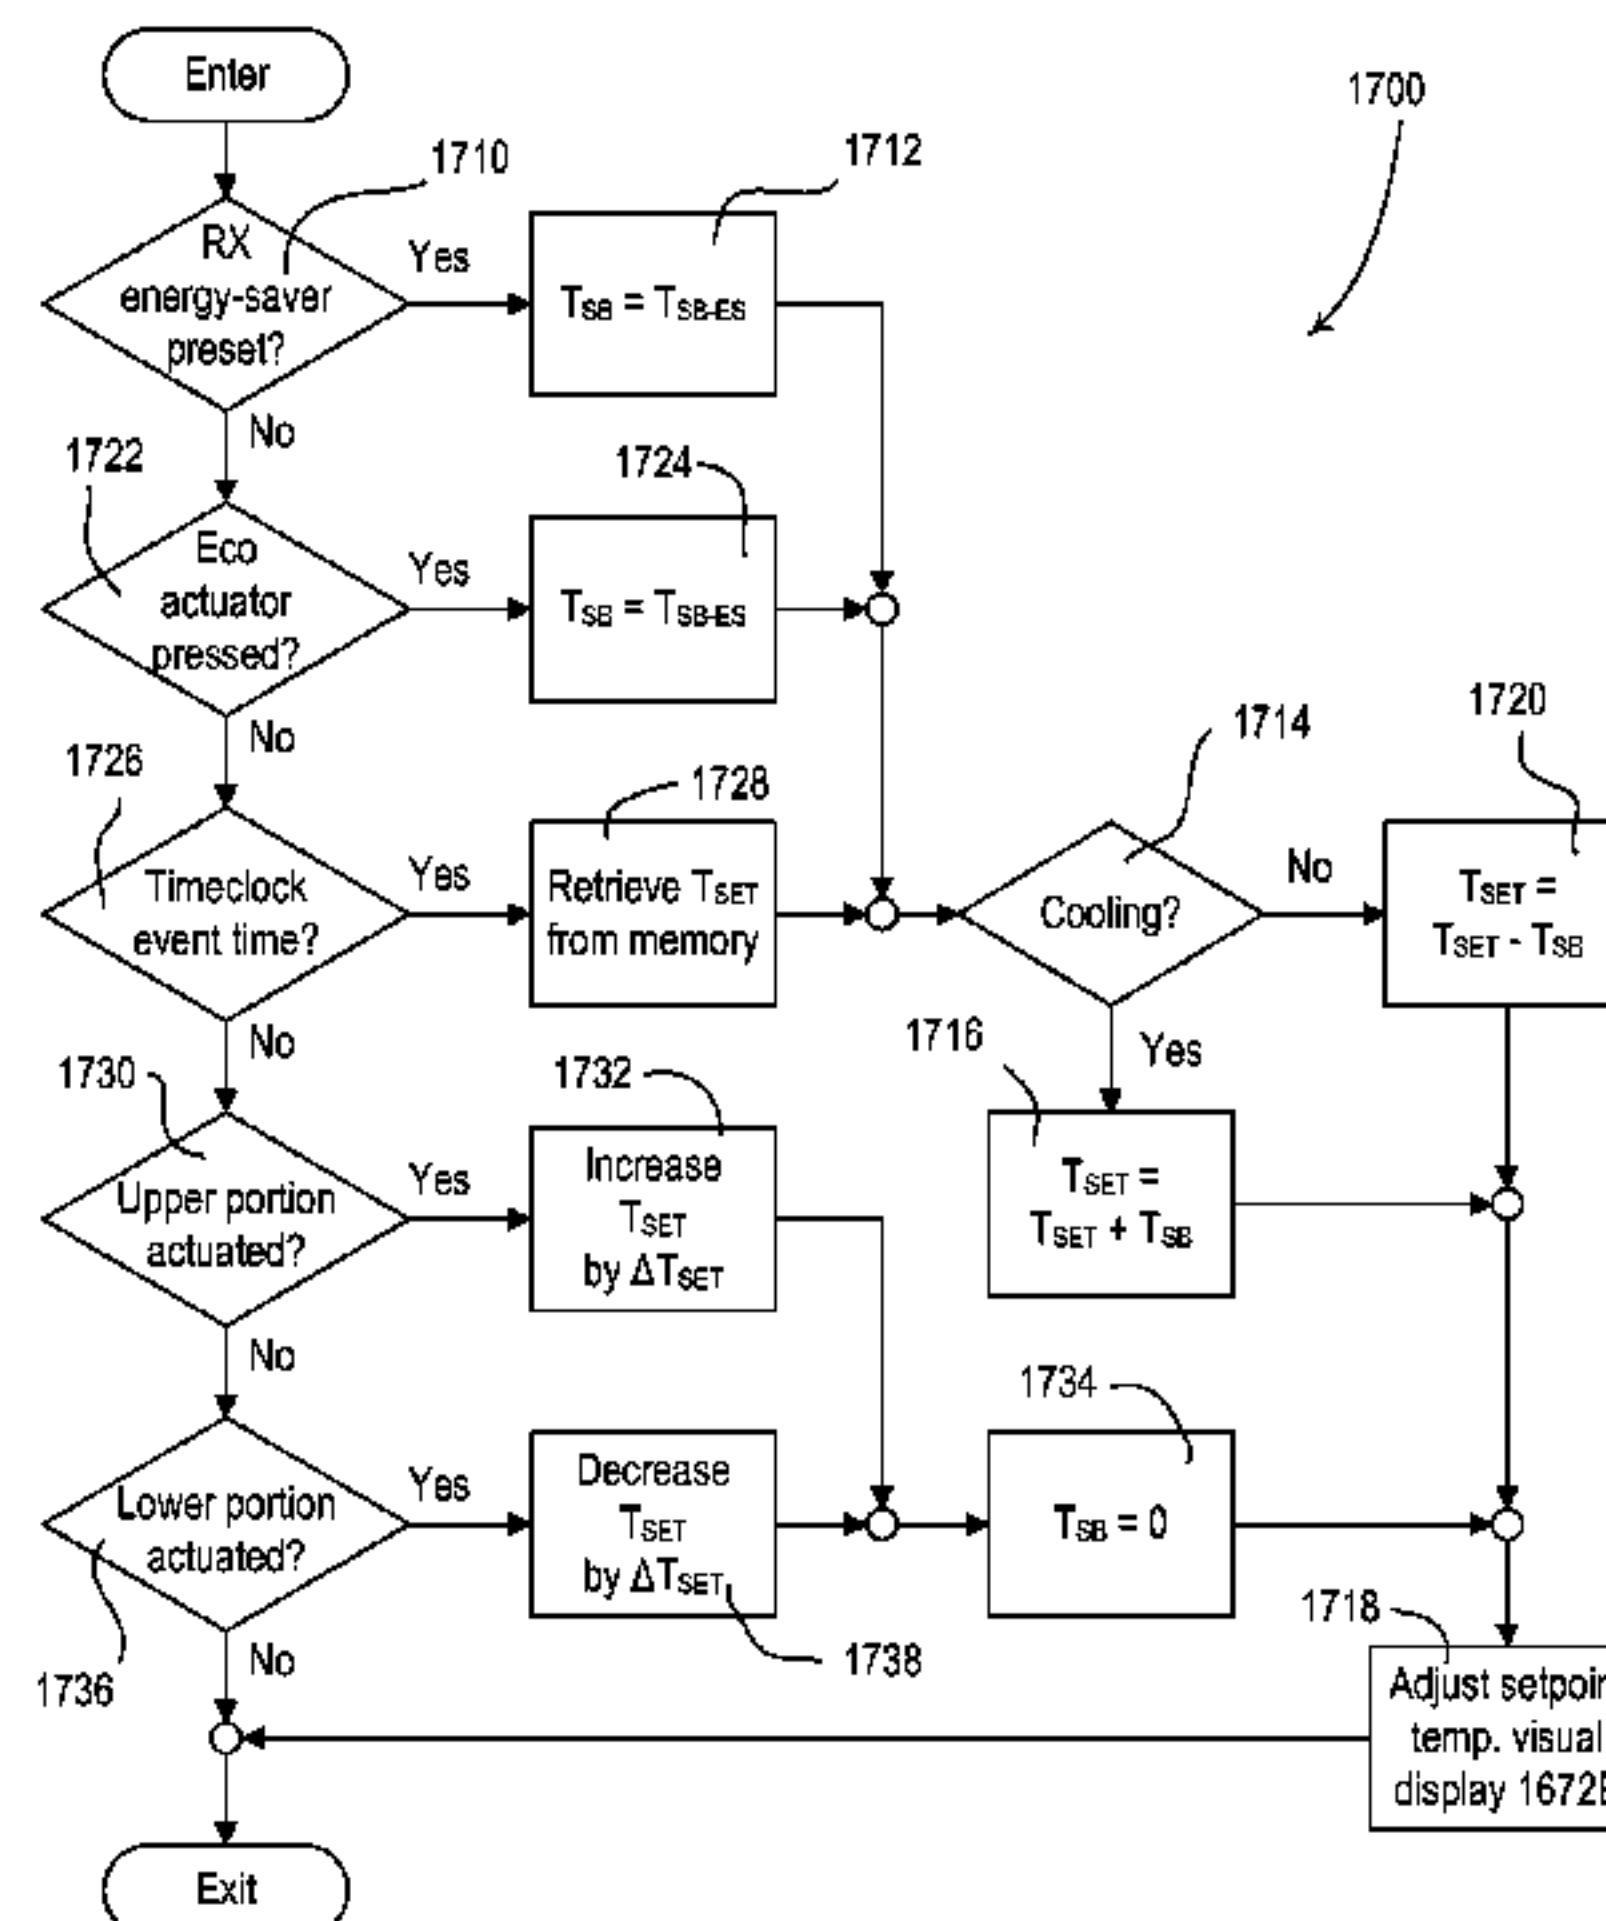 Enter
1700
1710
1712
RX
energy-saver
preset?
Yes
TSB = TSB-ES
No
1722
1724
Eco
actuator
pressed?
Yes
TSB = TSB-ES
No
1726
1728
1714
1720
Timeclock
event time?
Yes
Retrieve TSET
from memory
Cooling?
No
TSET =
TSET - TSB
No
Yes
1730
1732
1716
Upper portion
actuated?
Yes
Increase
TSET
by ΔTSET
TSET =
TSET + TSB
No
1734
Lower portion
actuated?
Yes
Decrease
TSET
by ΔTSET
TSB = 0
1736
No
1738
1718
Adjust
temp. visual
display
Exit